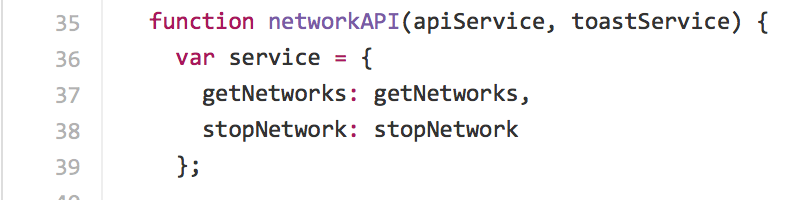 35 function networkAPI(apiService, toastService) {
36 var service = {
37 getNetworks: getNetworks,
38 stopNetwork: stopNetwork
39 };